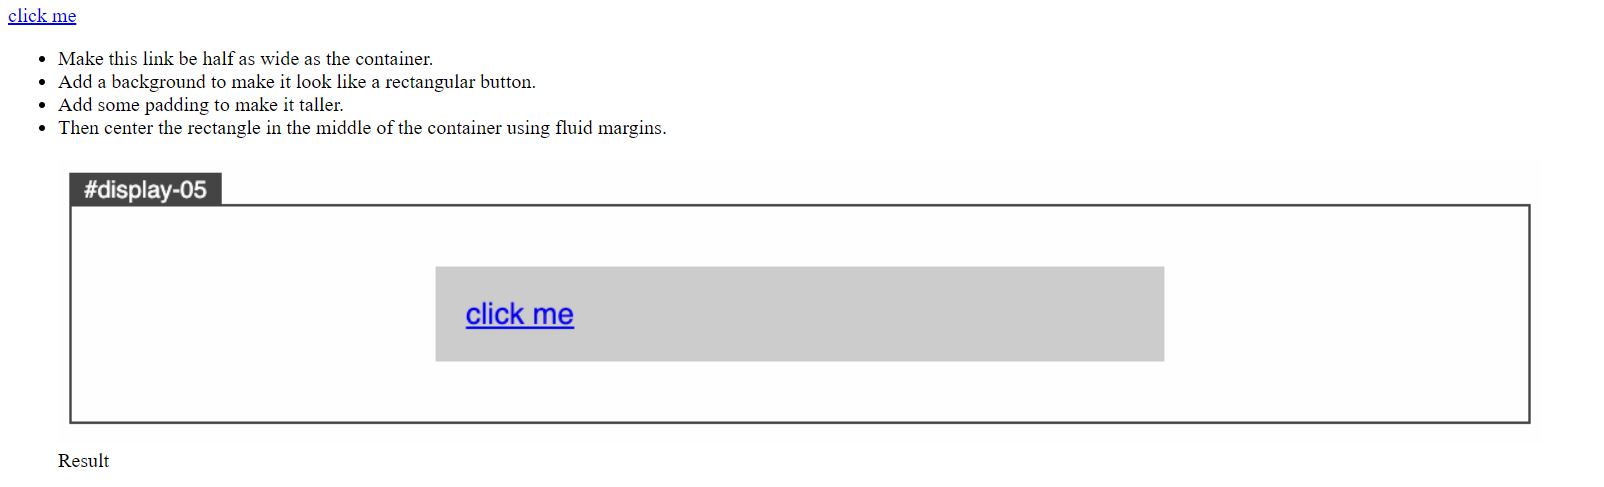 click me
Make this link be half as wide as the container.
Add a background to make it look like a rectangular button.
Add some padding to make it taller.
Then center the rectangle in the middle of the container using fluid margins.
#display-05
click me
Result